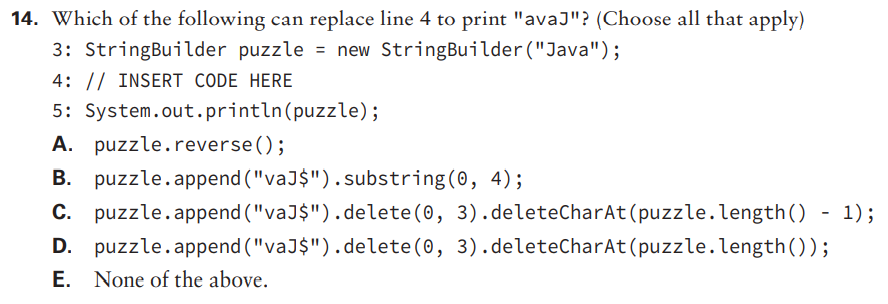 14. Which of the following can replace line 4 to print "avaJ"? (Choose all that apply)
3: StringBuilder puzzle = new StringBuilder("Java");
4: // INSERT CODE HERE
5: System.out.println(puzzle);
A. puzzle.reverse();
B. puzzle.append("vaJ$").substring(0, 4);
C. puzzle.append("vaJ$").delete(0, 3).deleteCharAt(puzzle.length() - 1);
D. puzzle.append("vaJ$").delete(0, 3).deleteCharAt(puzzle.length());
E. None of the above.